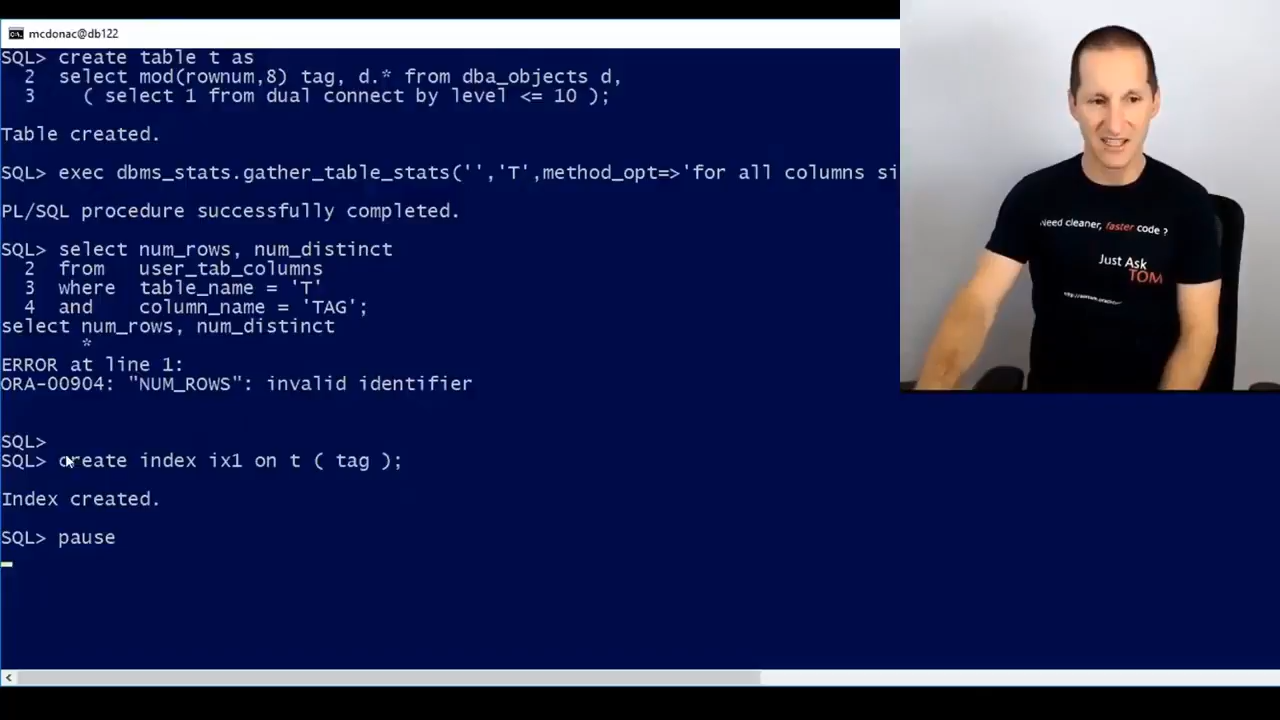 mcdonac@db122
SQL> create table t as
2 select mod(rownum,8) tag, d.* from dba_objects d,
3 ( select 1 from dual connect by level <= 10 );
Table created.
SQL> exec dbms_stats.gather_table_stats('','T',method_opt=>'for all columns si
PL/SQL procedure successfully completed.
SQL> select num_rows, num_distinct
2 from user_tab_columns
3 where table_name = 'T'
4 and column_name = 'TAG';
select num_rows, num_distinct
*
ERROR at line 1:
ORA-00904: "NUM_ROWS": invalid identifier
SQL>
SQL> create index ix1 on t ( tag );
Index created.
SQL> pause
Need cleaner, faster code ?
Just Ask
TOM